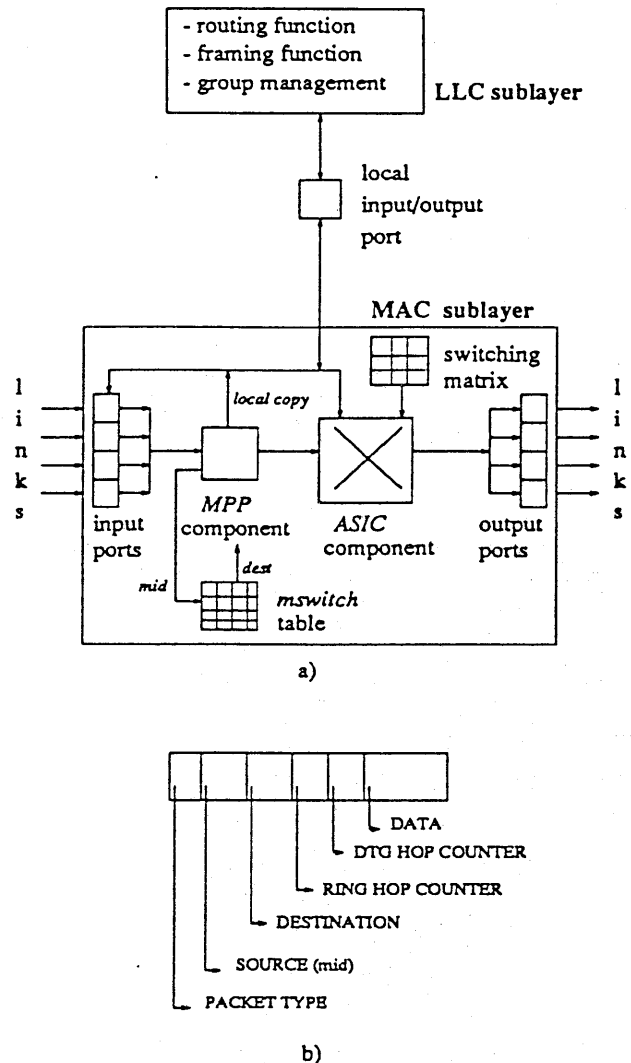 - routing function
- framing function
- group management
LLC sublayer
local
input/output
port
MAC sublayer
switching
matrix
local copy
links
links
input
ports
MPP
component
ASIC
component
output
ports
mid
dest
mswitch
table
a)
DATA
DTG HOP COUNTER
RING HOP COUNTER
DESTINATION
SOURCE (mid)
PACKET TYPE
b)